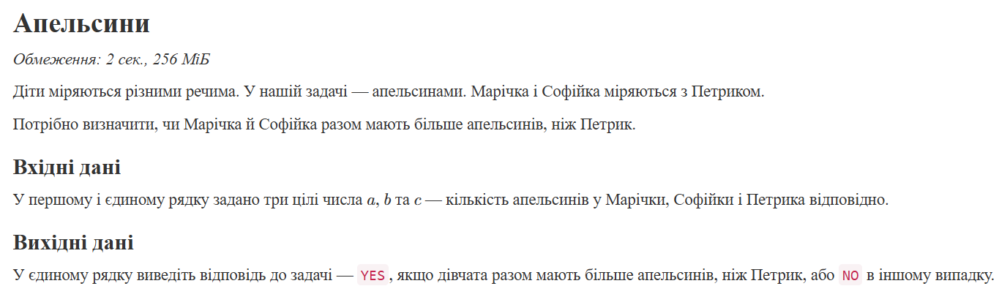 Апельсини
Обмеження: 2 сек., 256 МіБ
Діти міряються різними речима. У нашій задачі — апельсинами. Марічка і Софійка міряються з Петриком.
Потрібно визначити, чи Марічка й Софійка разом мають більше апельсинів, ніж Петрик.
Вхідні дані
У першому і єдиному рядку задано три цілі числа a, b та c — кількість апельсинів у Марічки, Софійки і Петрика відповідно.
Вихідні дані
У єдиному рядку виведіть відповідь до задачі — YES, якщо дівчата разом мають більше апельсинів, ніж Петрик, або NO в іншому випадку.